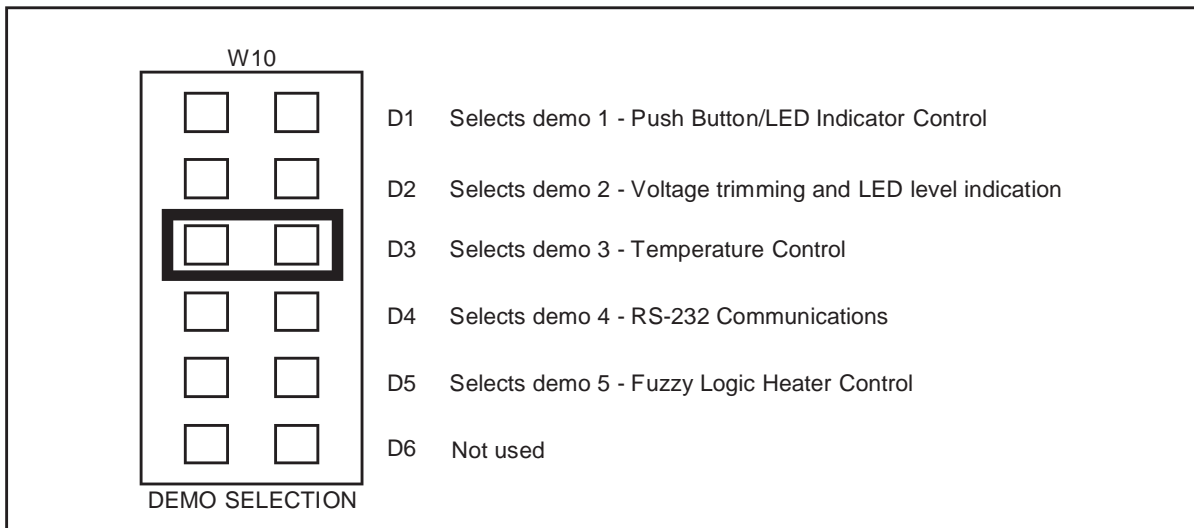 W10
D1 Selects demo 1 - Push Button/LED Indicator Control
D2 Selects demo 2 - Voltage trimming and LED level indication
D3 Selects demo 3 - Temperature Control
D4 Selects demo 4 - RS-232 Communications
D5 Selects demo 5 - Fuzzy Logic Heater Control
D6 Not used
DEMO SELECTION